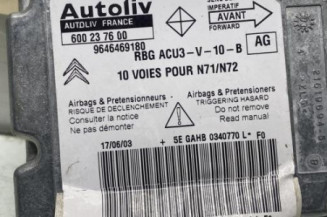 Autoliv
AUTOLIV FRANCE
600 23 76 00
9646469180
IMPERATIF
AVANT
FORWARD
RBG ACU3-V-10-B
AG
10 VOIES POUR N71/N72
Airbags & Pretensionneurs
RISQUE DE DECLENCHEMENT
Consulter la notice
Ne pas démonter
Airbags & Pretensioners
TRIGGERING HAZARD
Do not remove
Read manual
17/06/03 + 5E GAHB 0340770 L* F0